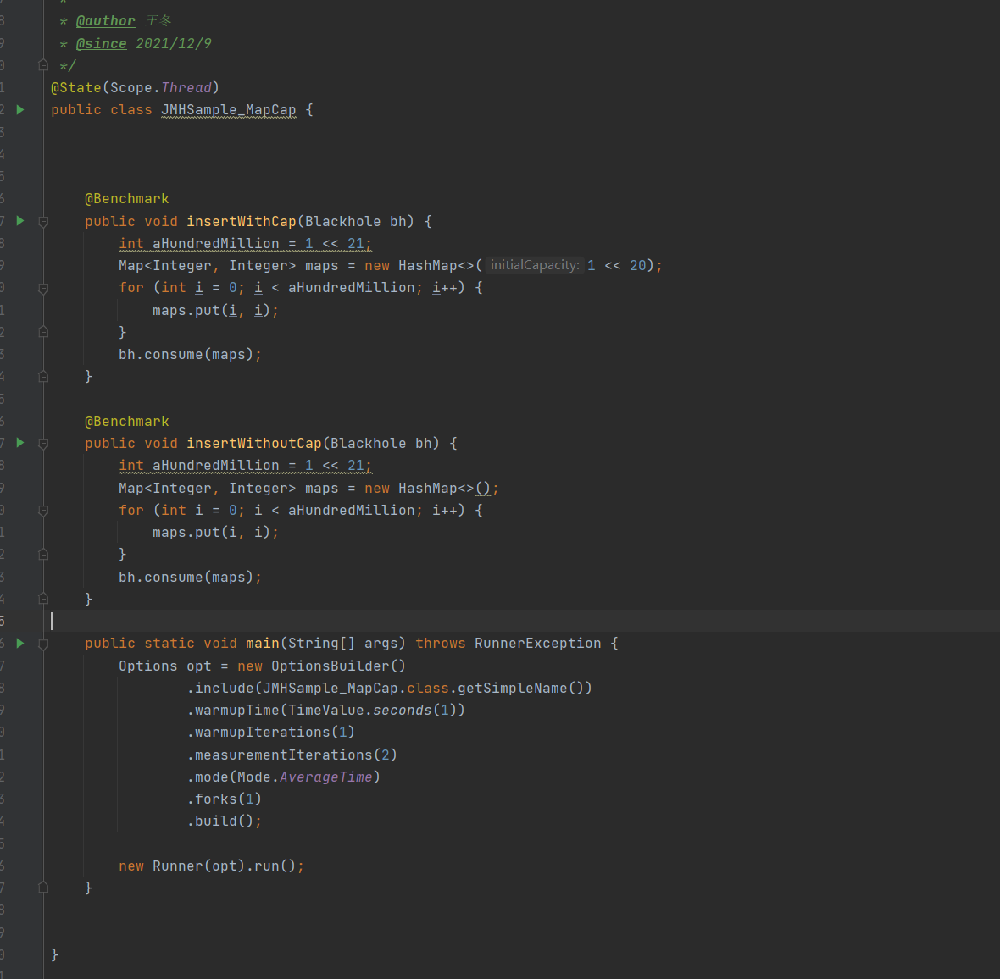 *
* @author 王冬
* @since 2021/12/9
*/
@State(Scope.Thread)
public class JMHSample_MapCap {
@Benchmark
public void insertWithCap(Blackhole bh) {
int aHundredMillion = 1 << 21;
Map<Integer, Integer> maps = new HashMap<>( initialCapacity: 1 << 20);
for (int i = 0; i < aHundredMillion; i++) {
maps.put(i, i);
}
bh.consume(maps);
}
@Benchmark
public void insertWithoutCap(Blackhole bh) {
int aHundredMillion = 1 << 21;
Map<Integer, Integer> maps = new HashMap<>();
for (int i = 0; i < aHundredMillion; i++) {
maps.put(i, i);
}
bh.consume(maps);
}
public static void main(String[] args) throws RunnerException {
Options opt = new OptionsBuilder()
.include(JMHSample_MapCap.class.getSimpleName())
.warmupTime(TimeValue.seconds(1))
.warmupIterations(1)
.measurementIterations(2)
.mode(Mode.AverageTime)
.forks(1)
.build();
new Runner(opt).run();
}
}